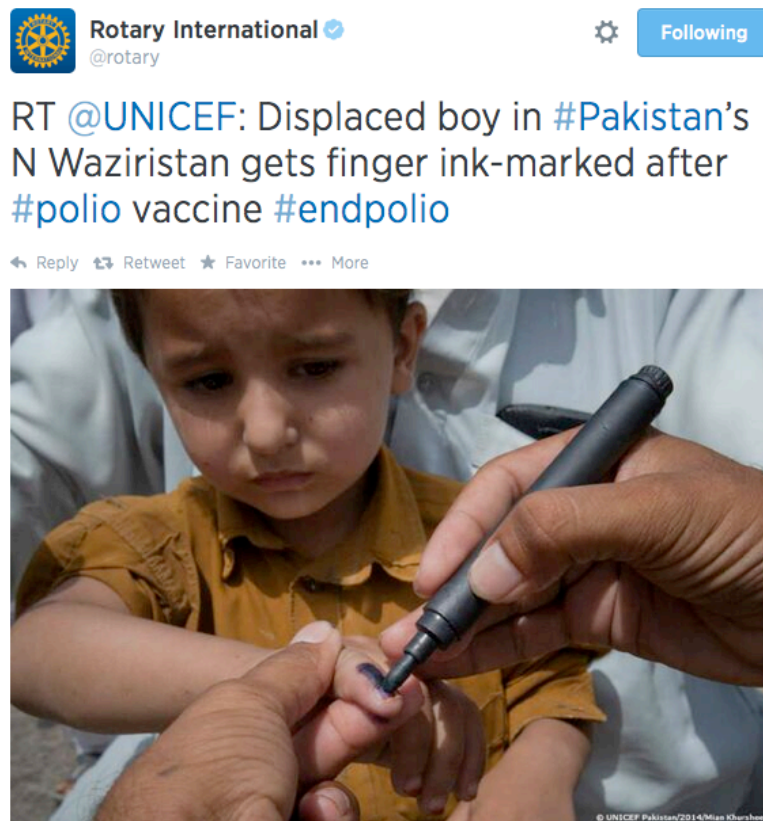 Rotary International
@rotary
Following
RT @UNICEF: Displaced boy in #Pakistan's
N Waziristan gets finger ink-marked after
#polio vaccine #endpolio
Reply Retweet Favorite More
© UNICEF Pakistan/2014/Mian Khurshee